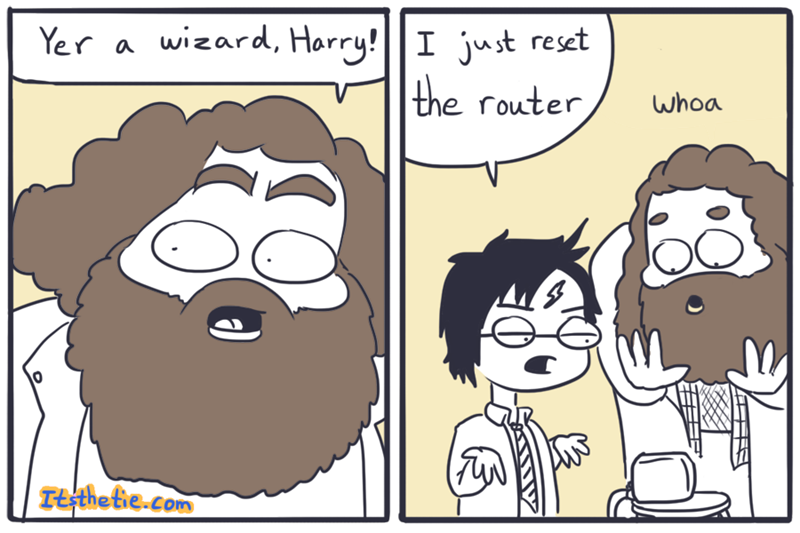 Yer a wizard, Harry!
I just reset
the router
whoa
Itsthetie.com